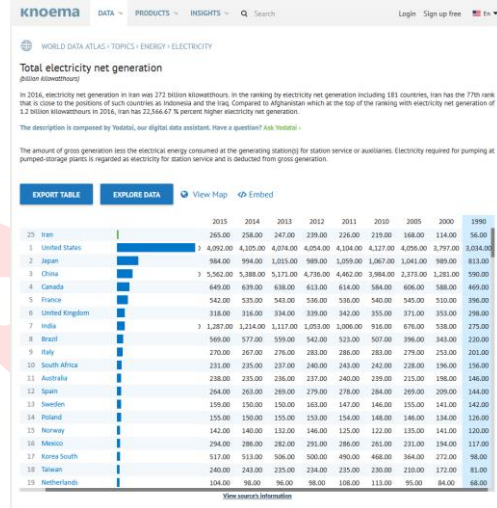 knoema DATA PRODUCTS INSIGHTS Search Login Sign up free En
WORLD DATA ATLAS › TOPICS › ENERGY › ELECTRICITY
Total electricity net generation
(billion kilowatthours)
In 2016, electricity net generation in Iran was 272 billion kilowatthours. In the ranking by electricity net generation including 181 countries, Iran has the 77th rank
that is close to the positions of such countries as Indonesia and the Iraq. Compared to Afghanistan which at the top of the ranking with electricity net generation of
1.2 billion kilowatthours in 2016, Iran has 22,566.67 % percent higher electricity net generation.
The description is composed by Yodatai, our digital data assistant. Have a question? Ask Yodatai ›
The amount of gross generation less the electrical energy consumed at the generating station(s) for station service or auxiliaries. Electricity required for pumping at
pumped-storage plants is regarded as electricity for station service and is deducted from gross generation.
EXPORT TABLE EXPLORE DATA View Map </> Embed
2015 2014 2013 2012 2011 2010 2005 2000 1990
25 Iran 265.00 258.00 247.00 239.00 226.00 219.00 168.00 114.00 56.00
1 United States 4,092.00 4,105.00 4,074.00 4,054.00 4,104.00 4,127.00 4,056.00 3,797.00 3,034.00
2 Japan 984.00 994.00 1,015.00 989.00 1,059.00 1,067.00 1,041.00 989.00 813.00
3 China 5,562.00 5,388.00 5,171.00 4,736.00 4,462.00 3,984.00 2,373.00 1,281.00 590.00
4 Canada 649.00 639.00 638.00 613.00 614.00 584.00 606.00 588.00 469.00
5 France 542.00 535.00 543.00 536.00 536.00 540.00 545.00 510.00 396.00
6 United Kingdom 318.00 316.00 334.00 339.00 342.00 355.00 371.00 353.00 298.00
7 India 1,287.00 1,214.00 1,117.00 1,053.00 1,006.00 916.00 676.00 538.00 275.00
8 Brazil 569.00 577.00 559.00 542.00 523.00 507.00 396.00 343.00 220.00
9 Italy 270.00 267.00 276.00 283.00 286.00 283.00 279.00 253.00 201.00
10 South Africa 231.00 235.00 237.00 240.00 243.00 242.00 228.00 196.00 156.00
11 Australia 238.00 235.00 236.00 237.00 240.00 239.00 215.00 198.00 146.00
12 Spain 264.00 263.00 269.00 279.00 278.00 284.00 269.00 209.00 144.00
13 Sweden 159.00 150.00 150.00 163.00 147.00 146.00 155.00 141.00 142.00
14 Poland 155.00 150.00 155.00 153.00 154.00 148.00 146.00 134.00 126.00
15 Norway 142.00 140.00 132.00 146.00 125.00 122.00 135.00 141.00 120.00
16 Mexico 294.00 286.00 282.00 291.00 286.00 261.00 231.00 194.00 117.00
17 Korea South 517.00 513.00 506.00 500.00 490.00 468.00 364.00 272.00 98.00
18 Taiwan 240.00 243.00 235.00 234.00 235.00 230.00 210.00 172.00 81.00
19 Netherlands 104.00 98.00 96.00 98.00 108.00 113.00 95.00 84.00 68.00
View source's information